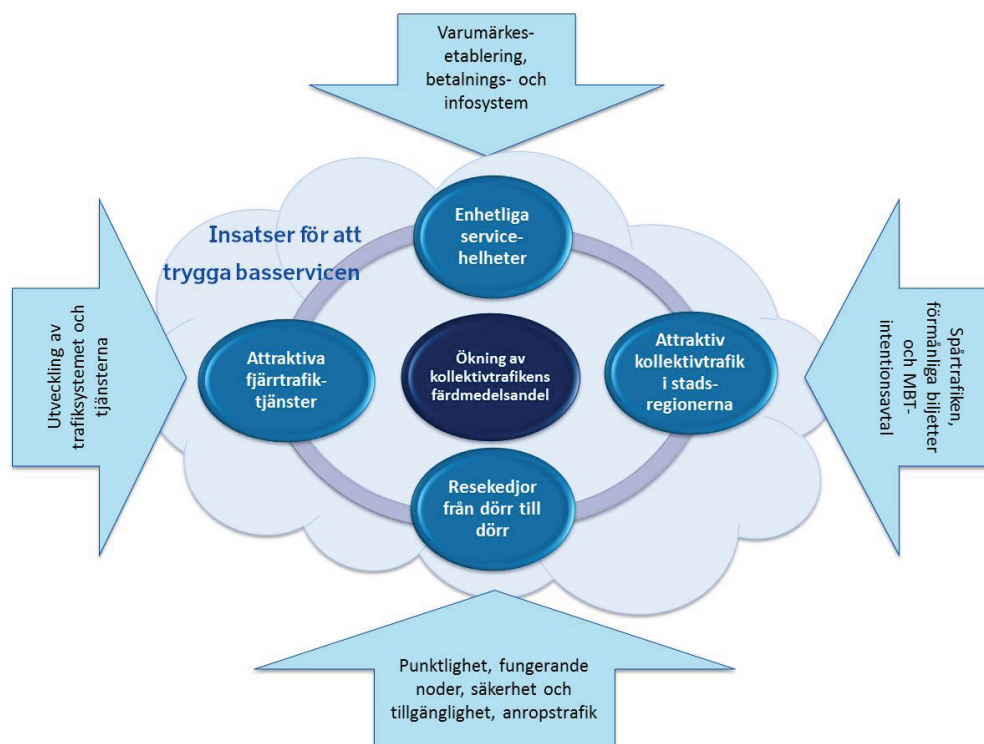 Varumärkes-
etablering,
betalnings- och
infosystem
Insatser för att
trygga basservicen
Enhetliga
service-
helheter
Utveckling av
trafiksystemet och
tjänsterna
Attraktiva
fjärrtrafik-
tjänster
Ökning av
kollektivtrafikens
färdmedelsandel
Attraktiv
kollektivtrafik
i stads-
regionerna
Spårtrafiken,
förmånliga biljetter
och MBT-
intentionsavtal
Resekedjor
från dörr till
dörr
Punktlighet, fungerande
noder, säkerhet och
tillgänglighet, anropstrafik